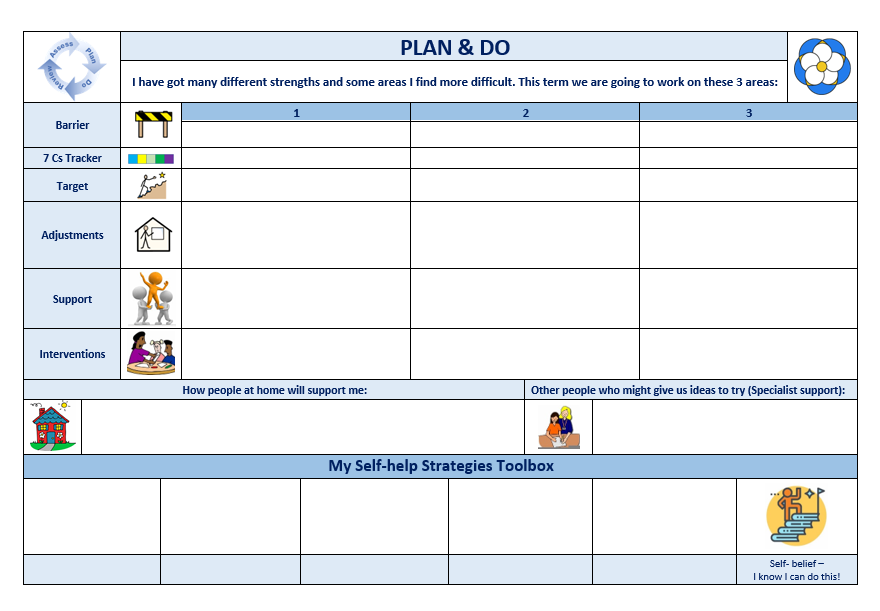 Assess
Plan
Do
Review
PLAN & DO
I have got many different strengths and some areas I find more difficult. This term we are going to work on these 3 areas:
Barrier
1
2
3
7 Cs Tracker
Target
Adjustments
Support
Interventions
How people at home will support me:
Other people who might give us ideas to try (Specialist support):
My Self-help Strategies Toolbox
Self- belief –
I know I can do this!